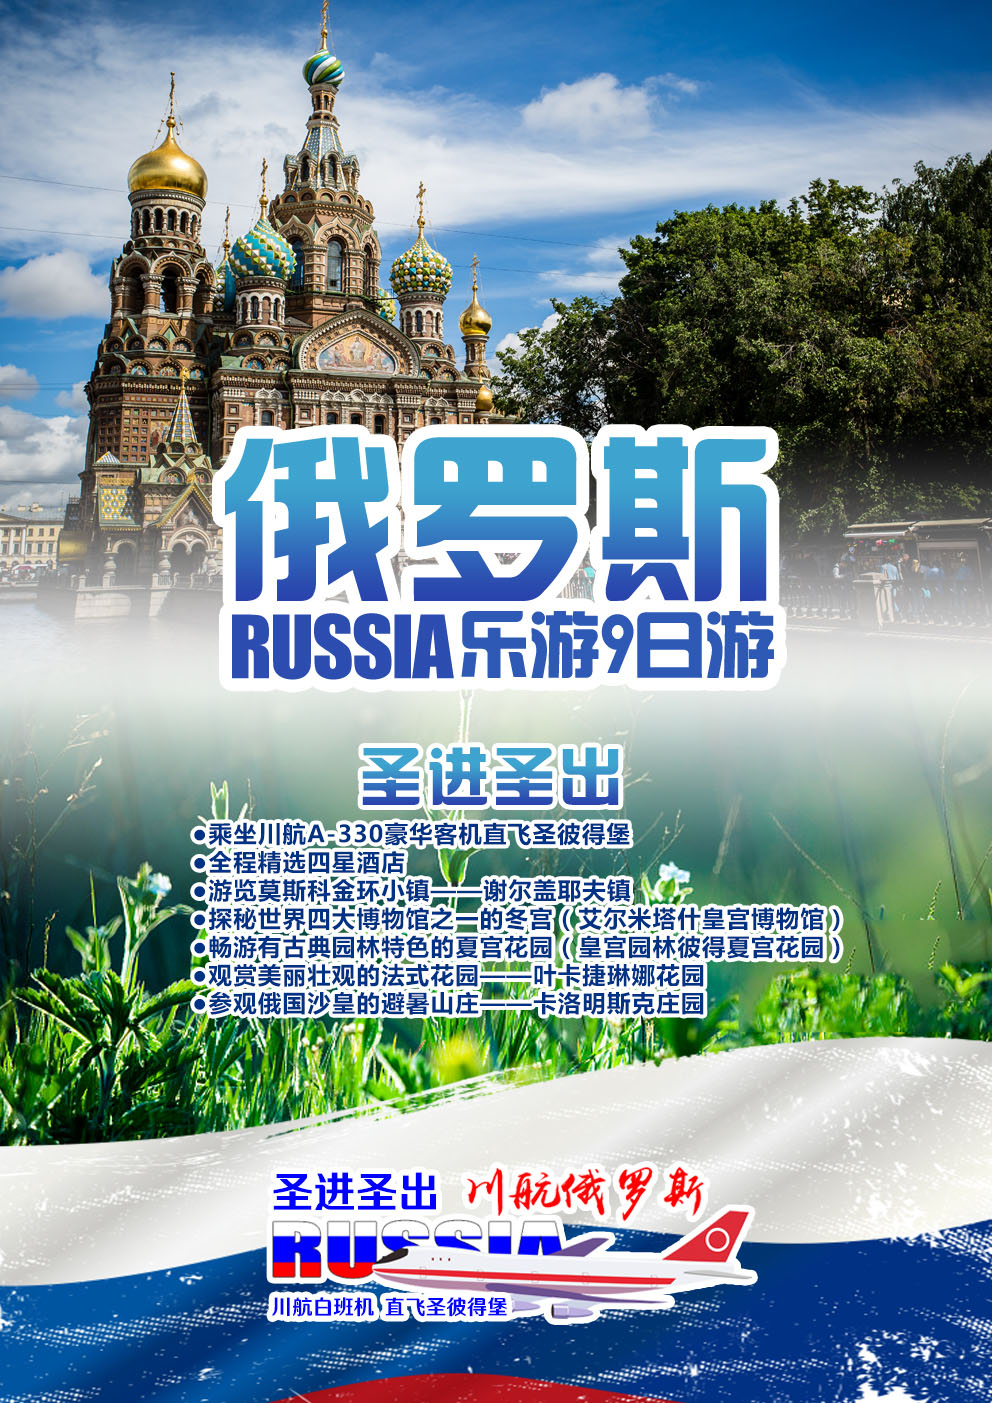 俄罗斯
RUSSIA乐游9日游
圣进圣出
●乘坐川航A-330豪华客机直飞圣彼得堡
●全程精选四星酒店
●游览莫斯科金环小镇——谢尔盖耶夫镇
●探秘世界四大博物馆之一的冬宫（艾尔米塔什皇宫博物馆）
●畅游有古典园林特色的夏宫花园（皇宫园林彼得夏宫花园）
●观赏美丽壮观的法式花园——叶卡捷琳娜花园
●参观俄国沙皇的避暑山庄——卡洛明斯克庄园
圣进圣出 川航俄罗斯
RUSSIA
川航白班机 直飞圣彼得堡